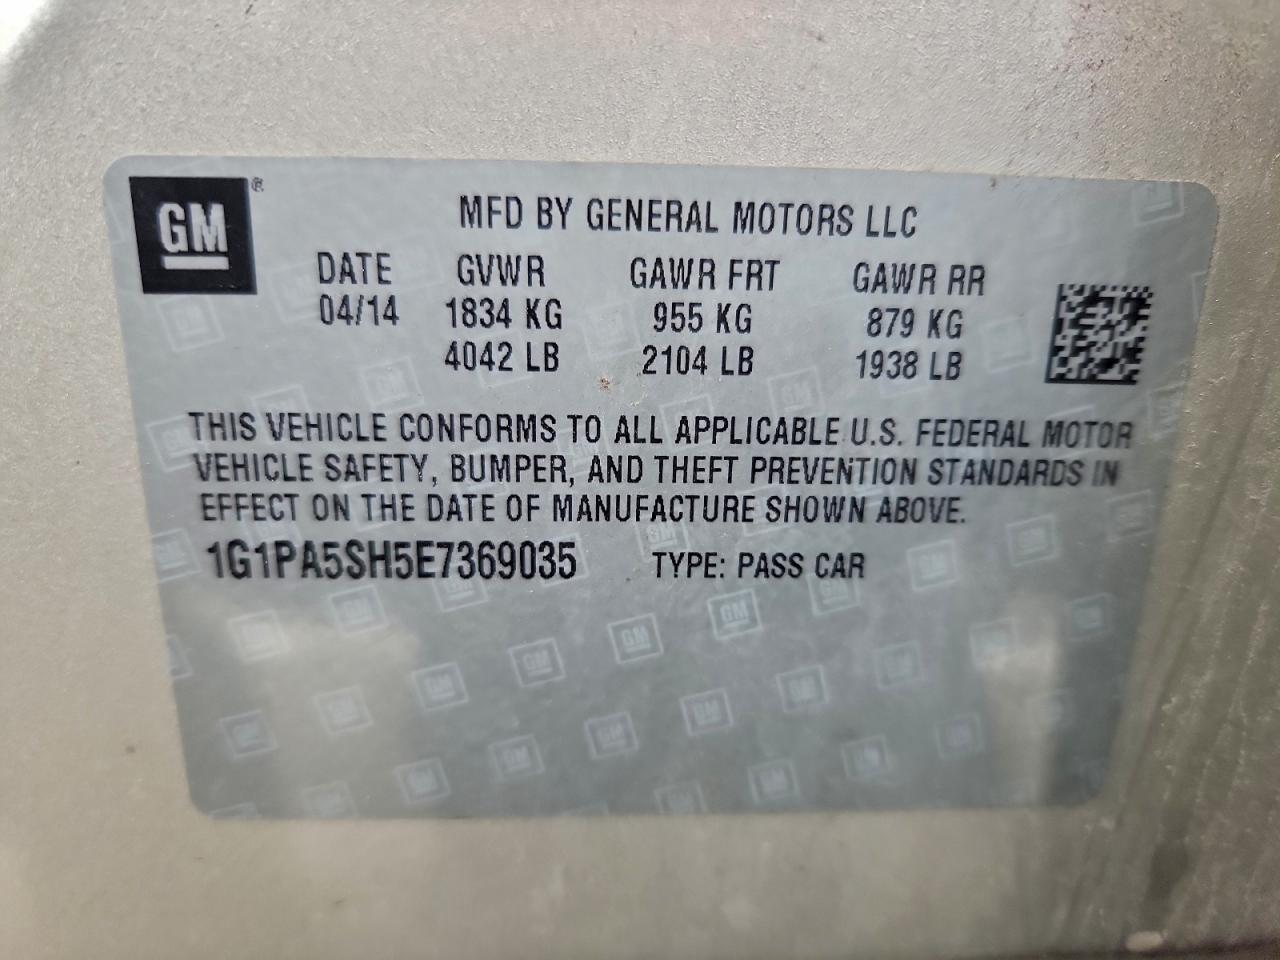 GM ®
MFD BY GENERAL MOTORS LLC
DATE GVWR GAWR FRT GAWR RR
04/14 1834 KG 955 KG 879 KG
4042 LB 2104 LB 1938 LB
THIS VEHICLE CONFORMS TO ALL APPLICABLE U.S. FEDERAL MOTOR
VEHICLE SAFETY, BUMPER, AND THEFT PREVENTION STANDARDS IN
EFFECT ON THE DATE OF MANUFACTURE SHOWN ABOVE.
1G1PA5SH5E7369035 TYPE: PASS CAR